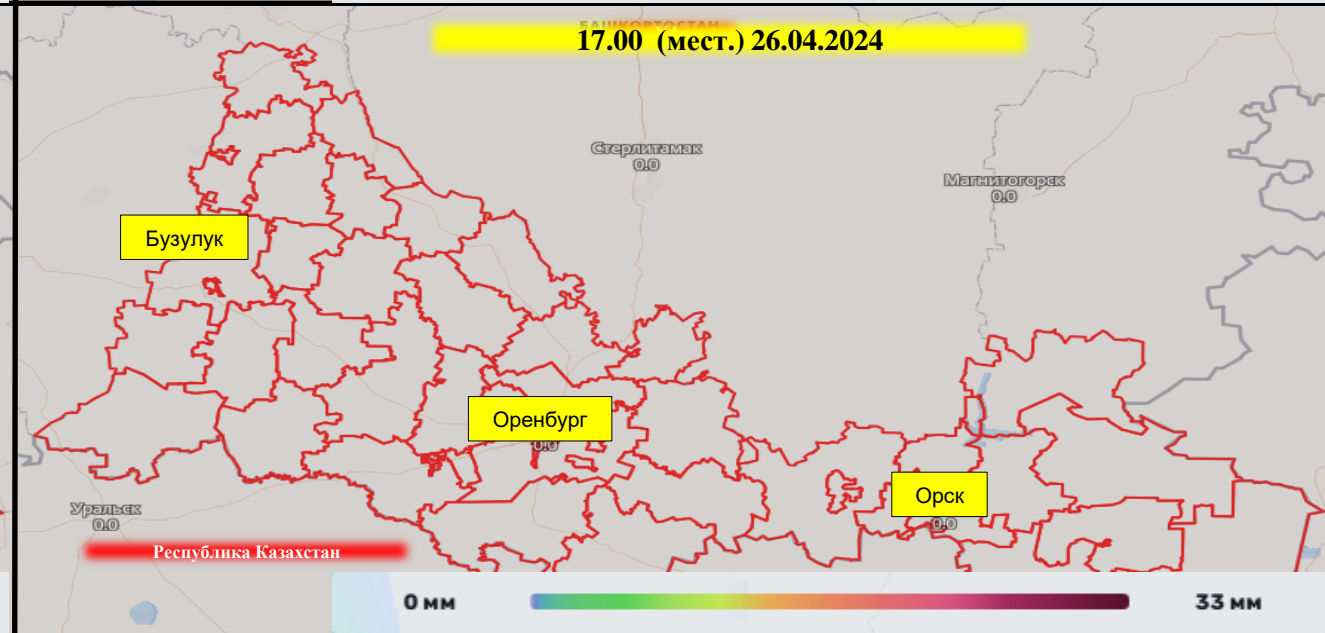 БАШКОРТОСТАН
17.00 (мест.) 26.04.2024
Стерлитамак
0.0
Магнитогорск
0.0
Бузулук
Оренбург
0.0
Орск
0.0
Уральск
0.0
Республика Казахстан
0 мм
33 мм